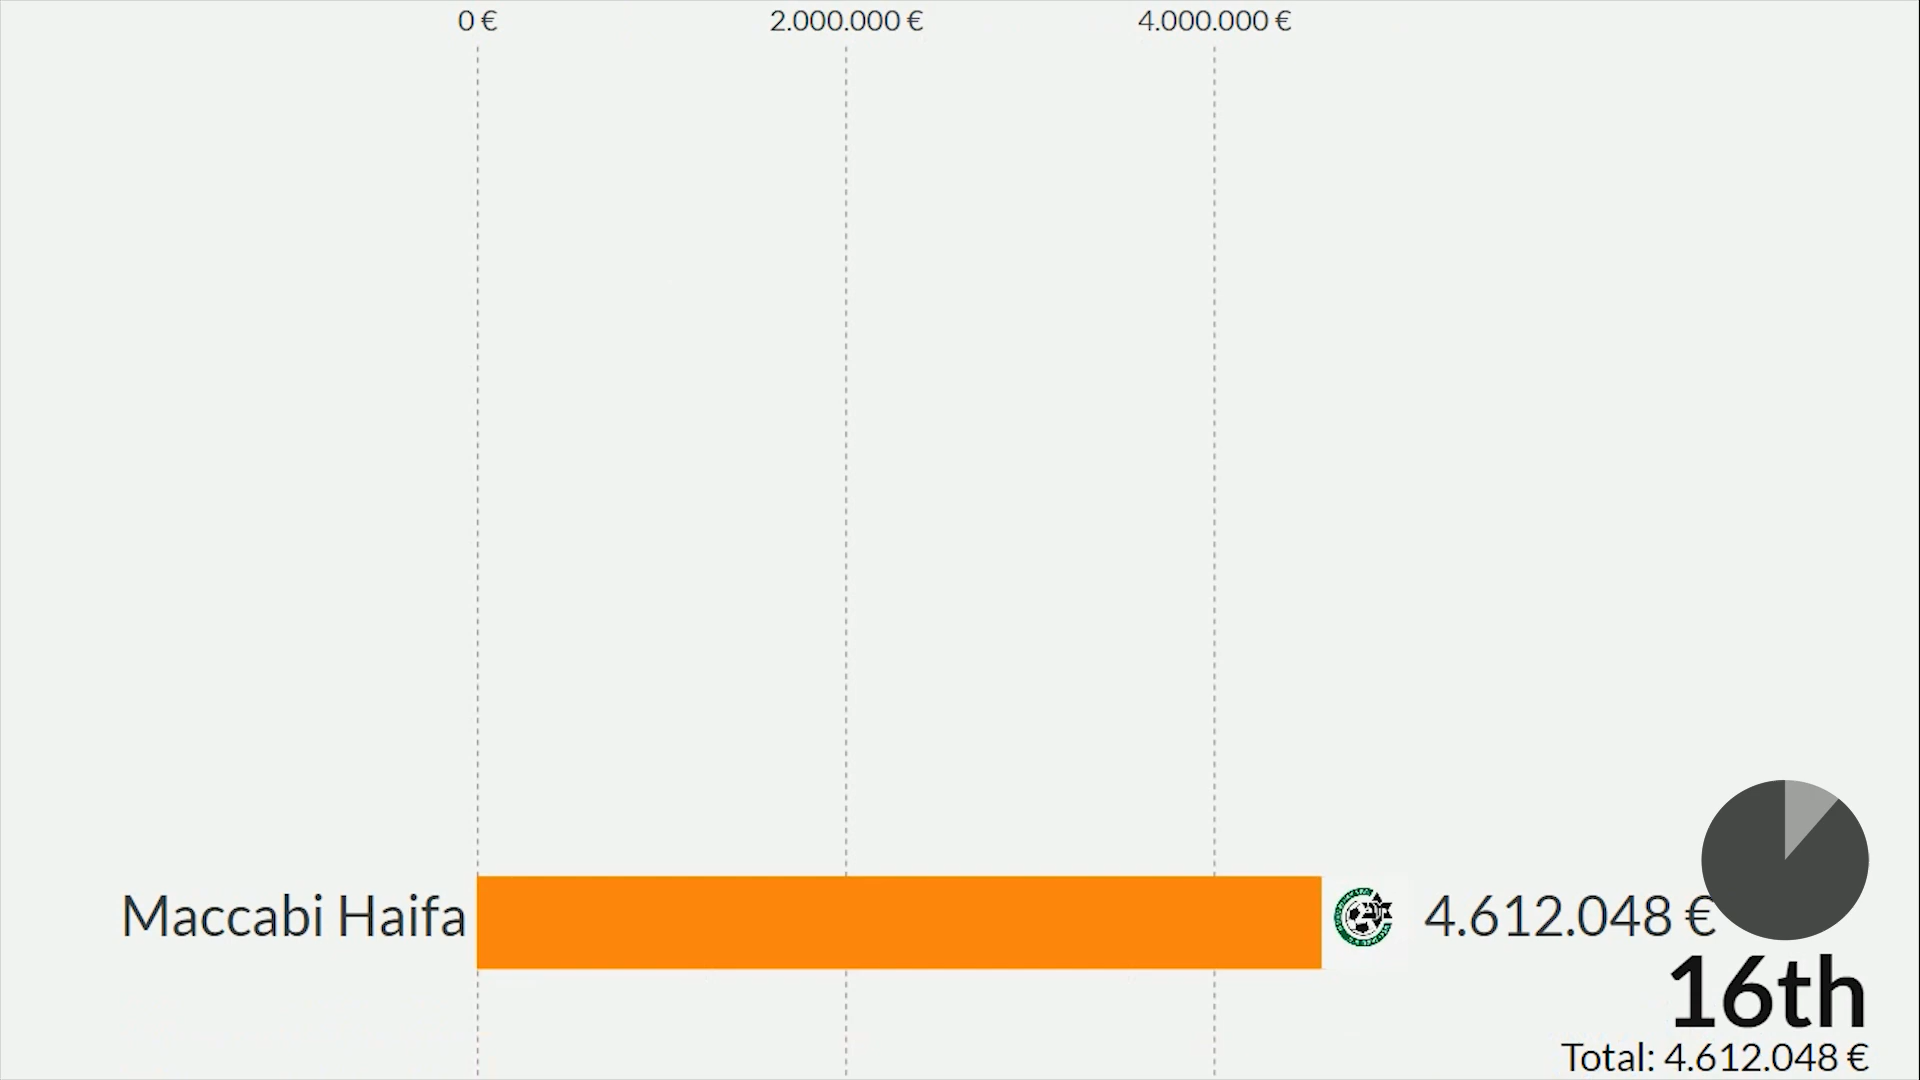 0 €
2.000.000 €
4.000.000 €
Maccabi Haifa
4.612.048 €
16th
Total: 4.612.048 €